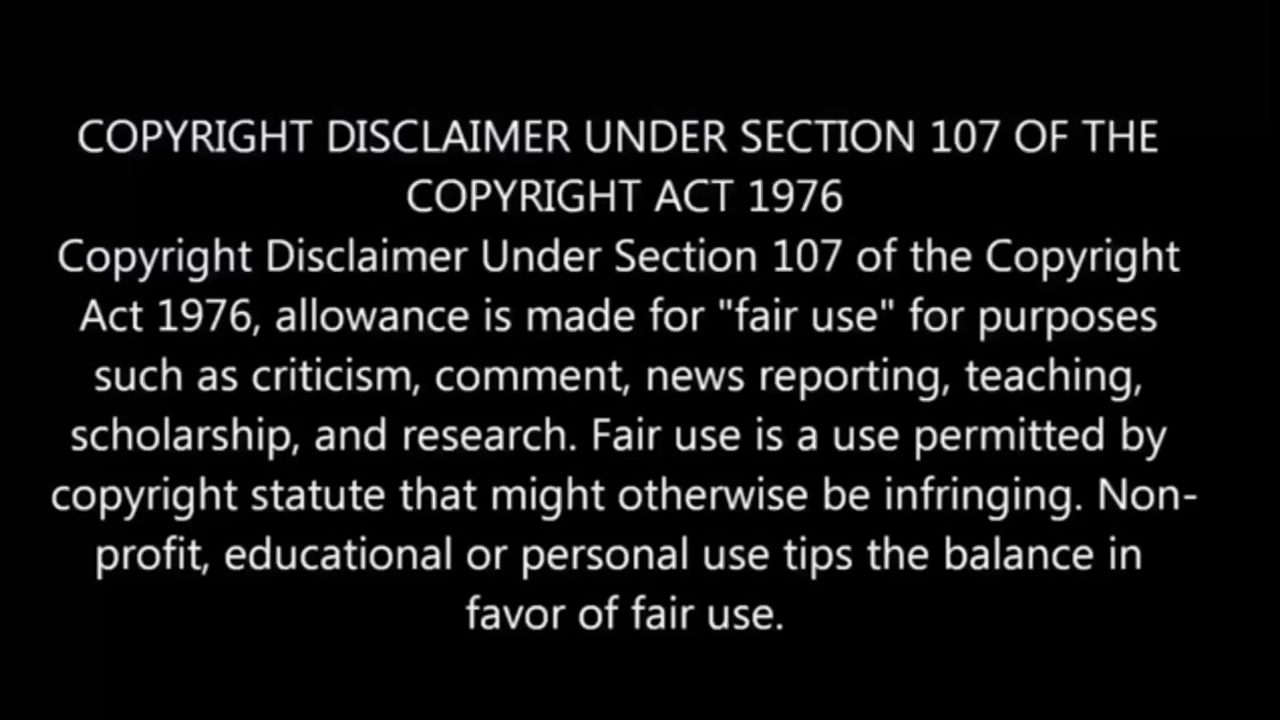 COPYRIGHT DISCLAIMER UNDER SECTION 107 OF THE
COPYRIGHT ACT 1976
Copyright Disclaimer Under Section 107 of the Copyright
Act 1976, allowance is made for "fair use" for purposes
such as criticism, comment, news reporting, teaching,
scholarship, and research. Fair use is a use permitted by
copyright statute that might otherwise be infringing. Non-
profit, educational or personal use tips the balance in
favor of fair use.